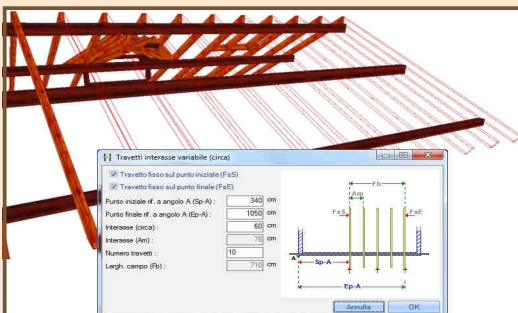 Travetti interasse variabile (circa)
Travetto fisso sul punto iniziale (FsS)
Travetto fisso sul punto finale (FsE)
Punto iniziale rif. a angolo A (Sp-A) : 340 cm
Punto finale rif. a angolo A (Ep-A) : 1050 cm
Interasse (circa) : 60 cm
Interasse (Am) : 78 cm
Numero travetti : 10
Largh. campo (Fb) : 710 cm
Fb
Am
FsS
FsE
A
Sp-A
Ep-A
Annulla OK